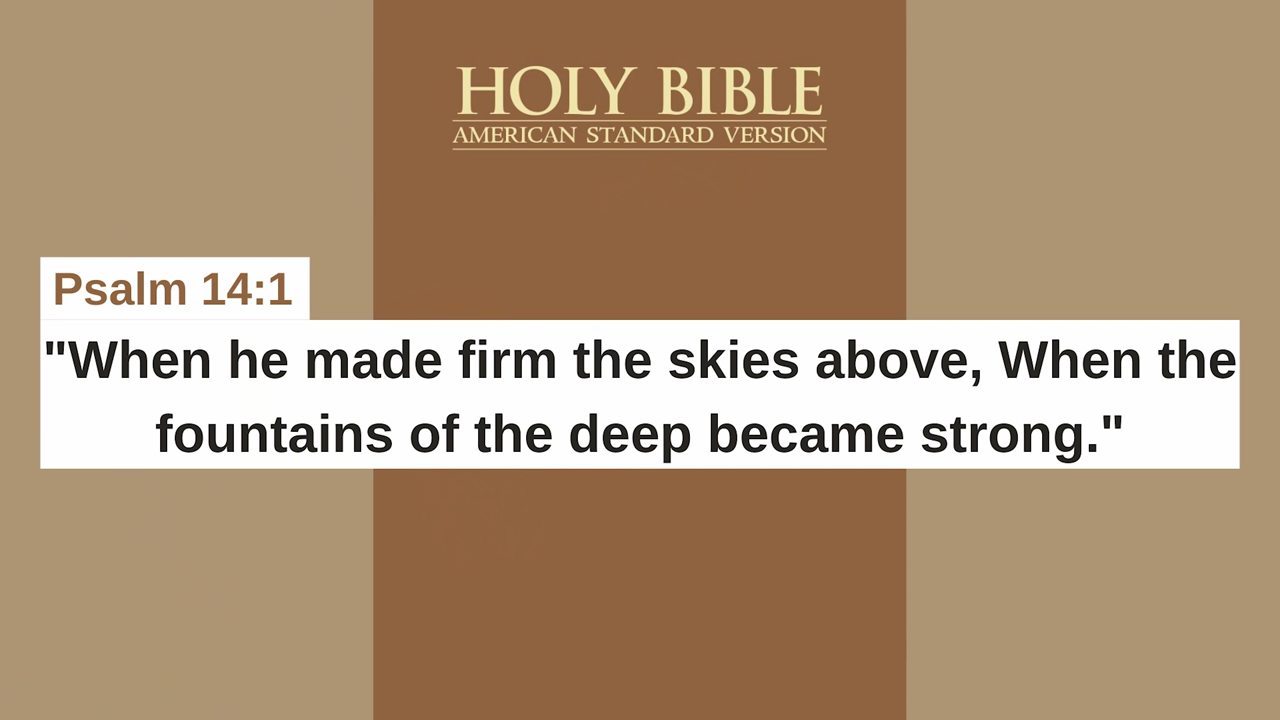 HOLY BIBLE
AMERICAN STANDARD VERSION
Psalm 14:1
"When he made firm the skies above, When the
fountains of the deep became strong."